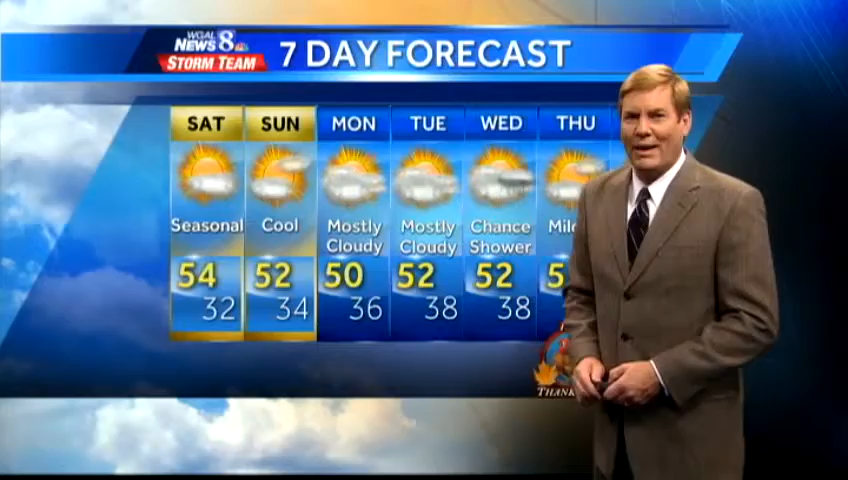 WGAL
NEWS 8
STORM TEAM
7 DAY FORECAST
SAT
SUN
MON
TUE
WED
THU
Seasonal
Cool
Mostly
Cloudy
Mostly
Cloudy
Chance
Shower
54
52
50
52
52
32
34
36
38
38